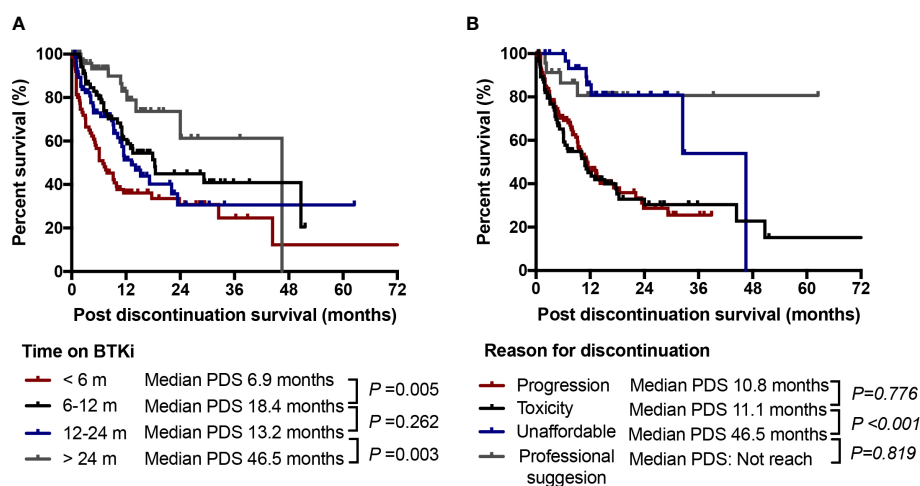 A
Percent survival (%)
100
80
60
40
20
0
0 12 24 36 48 60 72
Post discontinuation survival (months)
Time on BTKi
< 6 m Median PDS 6.9 months
6-12 m Median PDS 18.4 months
12-24 m Median PDS 13.2 months
> 24 m Median PDS 46.5 months
P =0.005
P =0.262
P =0.003
B
Percent survival (%)
100
80
60
40
20
0
0 12 24 36 48 60 72
Post discontinuation survival (months)
Reason for discontinuation
Progression Median PDS 10.8 months
Toxicity Median PDS 11.1 months
Unaffordable Median PDS 46.5 months
Professional Median PDS: Not reach
suggesion
P=0.776
P <0.001
P=0.819